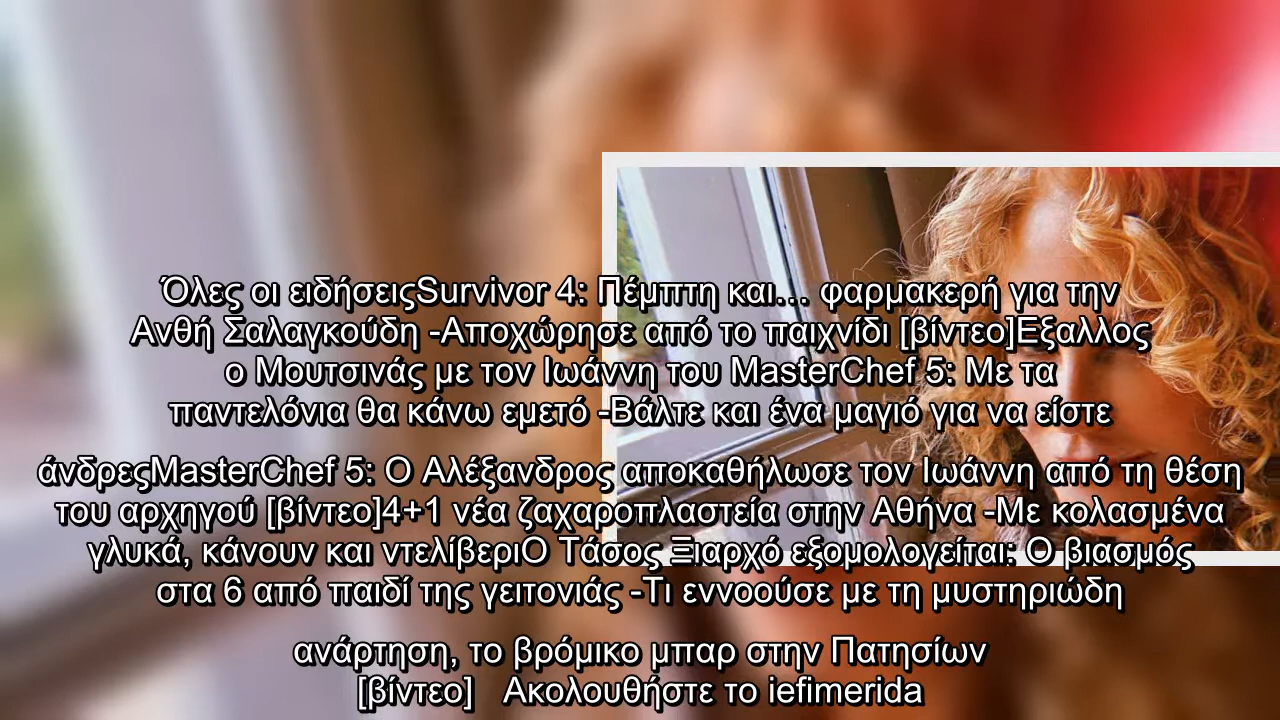 Όλες οι ειδήσειςSurvivor 4: Πέμπτη και... φαρμακερή για την
Ανθή Σαλαγκούδη -Αποχώρησε από το παιχνίδι [βίντεο]Εξαλλος
ο Μουτσινάς με τον Ιωάννη του MasterChef 5: Με τα
παντελόνια θα κάνω εμετό -Βάλτε και ένα μαγιό για να είστε
άνδρεςMasterChef 5: Ο Αλέξανδρος αποκαθήλωσε τον Ιωάννη από τη θέση
του αρχηγού [βίντεο]4+1 νέα ζαχαροπλαστεία στην Αθήνα -Με κολασμένα
γλυκά, κάνουν και ντελίβεριΟ Τάσος Ξιαρχό εξομολογείται: Ο βιασμός
στα 6 από παιδί της γειτονιάς -Τι εννοούσε με τη μυστηριώδη
ανάρτηση, το βρόμικο μπαρ στην Πατησίων
[βίντεο]   Ακολουθήστε το iefimerida